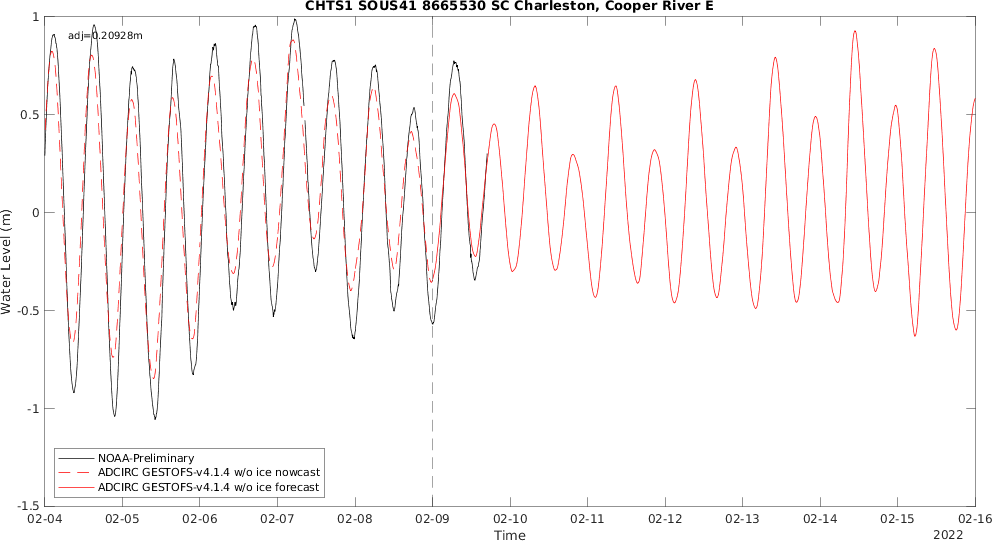 CHTS1 SOUS41 8665530 SC Charleston, Cooper River E
adj=0.20928m
1
0.5
0
-0.5
-1
-1.5
Water Level (m)
NOAA-Preliminary
ADCIRC GESTOFS-v4.1.4 w/o ice nowcast
ADCIRC GESTOFS-v4.1.4 w/o ice forecast
02-04 02-05 02-06 02-07 02-08 02-09 02-10 02-11 02-12 02-13 02-14 02-15 02-16
Time
2022